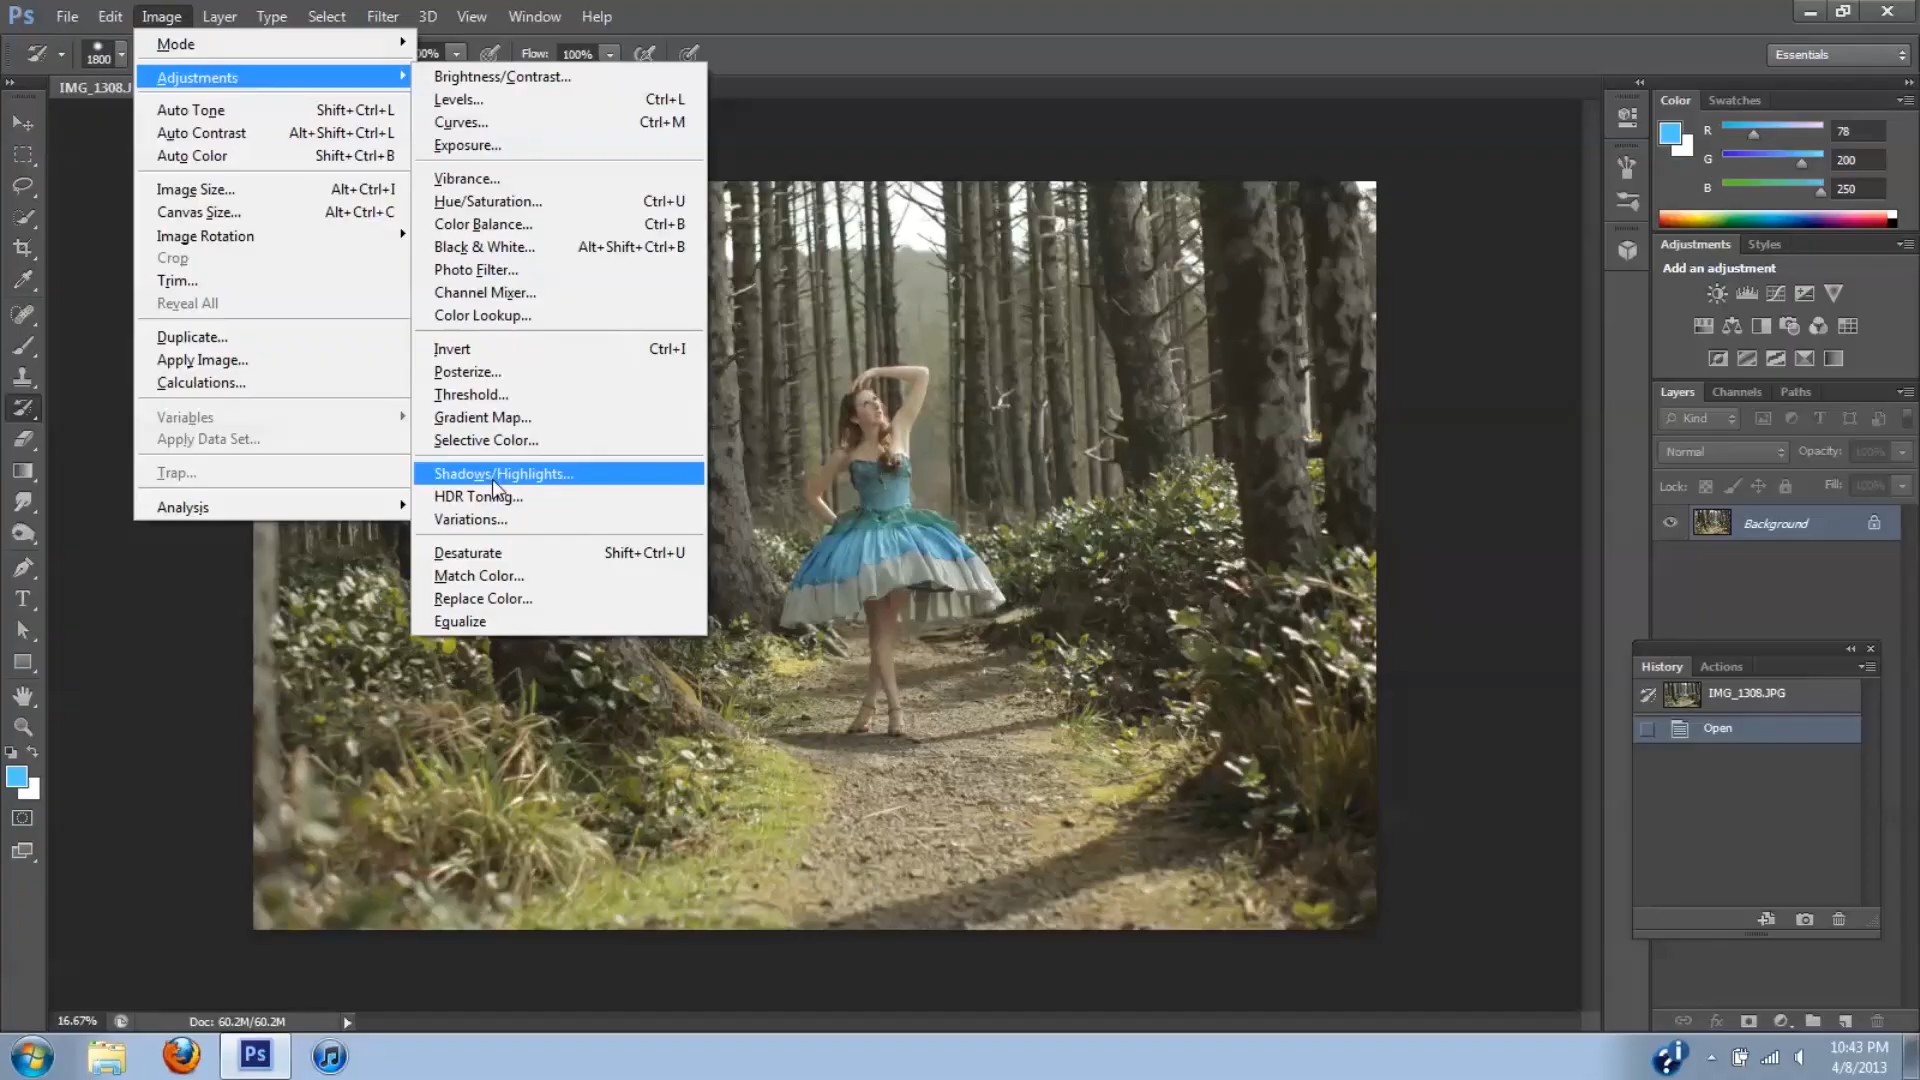 Ps File Edit Image Layer Type Select Filter 3D View Window Help
1800 00% Flow: 100% Essentials
IMG_1308.J
Mode
Adjustments
Auto Tone Shift+Ctrl+L
Auto Contrast Alt+Shift+Ctrl+L
Auto Color Shift+Ctrl+B
Image Size... Alt+Ctrl+I
Canvas Size... Alt+Ctrl+C
Image Rotation
Crop
Trim...
Reveal All
Duplicate...
Apply Image...
Calculations...
Variables
Apply Data Set...
Trap...
Analysis
Brightness/Contrast...
Levels... Ctrl+L
Curves... Ctrl+M
Exposure...
Vibrance...
Hue/Saturation... Ctrl+U
Color Balance... Ctrl+B
Black & White... Alt+Shift+Ctrl+B
Photo Filter...
Channel Mixer...
Color Lookup...
Invert Ctrl+I
Posterize...
Threshold...
Gradient Map...
Selective Color...
Shadows/Highlights...
HDR Toning...
Variations...
Desaturate Shift+Ctrl+U
Match Color...
Replace Color...
Equalize
Color Swatches
R 78
G 200
B 250
Adjustments Styles
Add an adjustment
Layers Channels Paths
Kind
Normal Opacity: 100%
Lock: Fill: 100%
Background
History Actions
IMG_1308.JPG
Open
16.67% Doc: 60.2M/60.2M
Ps
10:43 PM
4/8/2013